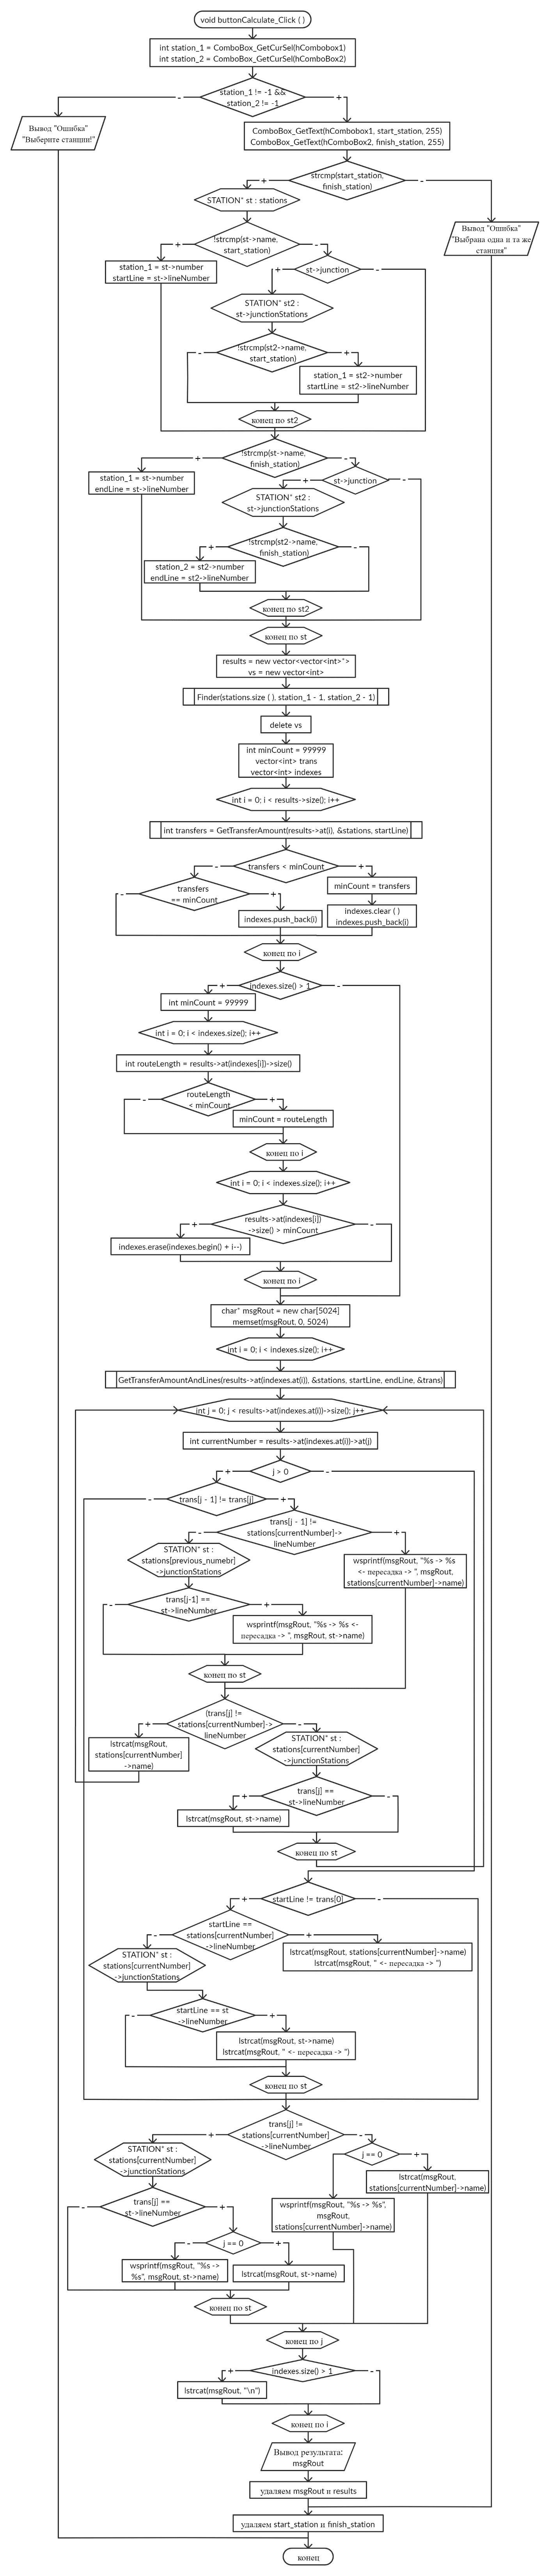 void buttonCalculate_Click ( )
int station_1 = ComboBox_GetCurSel(hCombobox1)
int station_2 = ComboBox_GetCurSel(hComboBox2)
station_1 != -1 &&
station_2 != -1
-
+
Вывод "Ошибка"
"Выберите станции!"
ComboBox_GetText(hCombobox1, start_station, 255)
ComboBox_GetText(hComboBox2, finish_station, 255)
strcmp(start_station,
finish_station)
+
-
STATION* st : stations
Вывод "Ошибка"
"Выбрана одна и та же
станция"
!strcmp(st->name,
start_station)
+
-
station_1 = st->number
startLine = st->lineNumber
st->junction
+
-
STATION* st2 :
st->junctionStations
!strcmp(st2->name,
start_station)
-
+
station_1 = st2->number
startLine = st2->lineNumber
конец по st2
!strcmp(st->name,
finish_station)
+
-
station_1 = st->number
endLine = st->lineNumber
st->junction
+
-
STATION* st2 :
st->junctionStations
!strcmp(st2->name,
finish_station)
+
-
station_2 = st2->number
endLine = st2->lineNumber
конец по st2
конец по st
results = new vector<vector<int>*>
vs = new vector<int>
Finder(stations.size ( ), station_1 - 1, station_2 - 1)
delete vs
int minCount = 99999
vector<int> trans
vector<int> indexes
int i = 0; i < results->size(); i++
int transfers = GetTransferAmount(results->at(i), &stations, startLine)
transfers < minCount
-
+
transfers
== minCount
-
+
minCount = transfers
indexes.push_back(i)
indexes.clear ( )
indexes.push_back(i)
конец по i
indexes.size() > 1
+
-
int minCount = 99999
int i = 0; i < indexes.size(); i++
int routeLength = results->at(indexes[i])->size()
routeLength
< minCount
-
+
minCount = routeLength
конец по i
int i = 0; i < indexes.size(); i++
results->at(indexes[i])
->size() > minCount
+
-
indexes.erase(indexes.begin() + i--)
конец по i
char* msgRout = new char[5024]
memset(msgRout, 0, 5024)
int i = 0; i < indexes.size(); i++
GetTransferAmountAndLines(results->at(indexes.at(i)), &stations, startLine, endLine, &trans)
int j = 0; j < results->at(indexes.at(i))->size(); j++
int currentNumber = results->at(indexes.at(i))->at(j)
j > 0
+
-
trans[j - 1] != trans[j]
-
+
trans[j - 1] !=
stations[currentNumber]->
lineNumber
-
+
STATION* st :
stations[previous_numebr]
->junctionStations
wsprintf(msgRout, "%s -> %s
<- пересадка -> ", msgRout,
stations[currentNumber]->name)
trans[j-1] ==
st->lineNumber
-
+
wsprintf(msgRout, "%s -> %s <-
пересадка -> ", msgRout, st->name)
конец по st
(trans[j] !=
stations[currentNumber]->
lineNumber
+
-
lstrcat(msgRout,
stations[currentNumber]
->name)
STATION* st :
stations[currentNumber]
->junctionStations
trans[j] ==
st->lineNumber
+
-
lstrcat(msgRout, st->name)
конец по st
startLine != trans[0]
+
-
startLine ==
stations[currentNumber]
->lineNumber
-
+
STATION* st :
stations[currentNumber]
->junctionStations
lstrcat(msgRout, stations[currentNumber]->name)
lstrcat(msgRout, " <- пересадка -> ")
startLine == st
->lineNumber
-
+
lstrcat(msgRout, st->name)
lstrcat(msgRout, " <- пересадка -> ")
конец по st
trans[j] !=
stations[currentNumber]
->lineNumber
+
-
STATION* st :
stations[currentNumber]
->junctionStations
j == 0
-
+
lstrcat(msgRout,
stations[currentNumber]->name)
trans[j] ==
st->lineNumber
-
+
wsprintf(msgRout, "%s -> %s",
msgRout,
stations[currentNumber]->name)
j == 0
-
+
wsprintf(msgRout, "%s ->
%s", msgRout, st->name)
lstrcat(msgRout, st->name)
конец по st
конец по j
indexes.size() > 1
+
-
lstrcat(msgRout, "\n")
конец по i
Вывод результата:
msgRout
удаляем msgRout и results
удаляем start_station и finish_station
конец